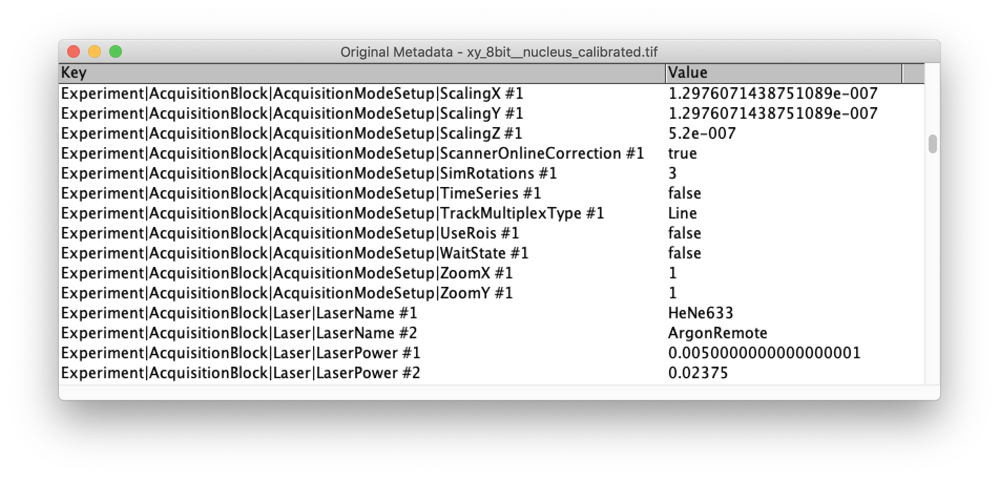 Original Metadata - xy_8bit__nucleus_calibrated.tif
Key Value
Experiment|AcquisitionBlock|AcquisitionModeSetup|ScalingX #1 1.2976071438751089e-007
Experiment|AcquisitionBlock|AcquisitionModeSetup|ScalingY #1 1.2976071438751089e-007
Experiment|AcquisitionBlock|AcquisitionModeSetup|ScalingZ #1 5.2e-007
Experiment|AcquisitionBlock|AcquisitionModeSetup|ScannerOnlineCorrection #1 true
Experiment|AcquisitionBlock|AcquisitionModeSetup|SimRotations #1 3
Experiment|AcquisitionBlock|AcquisitionModeSetup|TimeSeries #1 false
Experiment|AcquisitionBlock|AcquisitionModeSetup|TrackMultiplexType #1 Line
Experiment|AcquisitionBlock|AcquisitionModeSetup|UseRois #1 false
Experiment|AcquisitionBlock|AcquisitionModeSetup|WaitState #1 false
Experiment|AcquisitionBlock|AcquisitionModeSetup|ZoomX #1 1
Experiment|AcquisitionBlock|AcquisitionModeSetup|ZoomY #1 1
Experiment|AcquisitionBlock|Laser|LaserName #1 HeNe633
Experiment|AcquisitionBlock|Laser|LaserName #2 ArgonRemote
Experiment|AcquisitionBlock|Laser|LaserPower #1 0.0050000000000000001
Experiment|AcquisitionBlock|Laser|LaserPower #2 0.02375